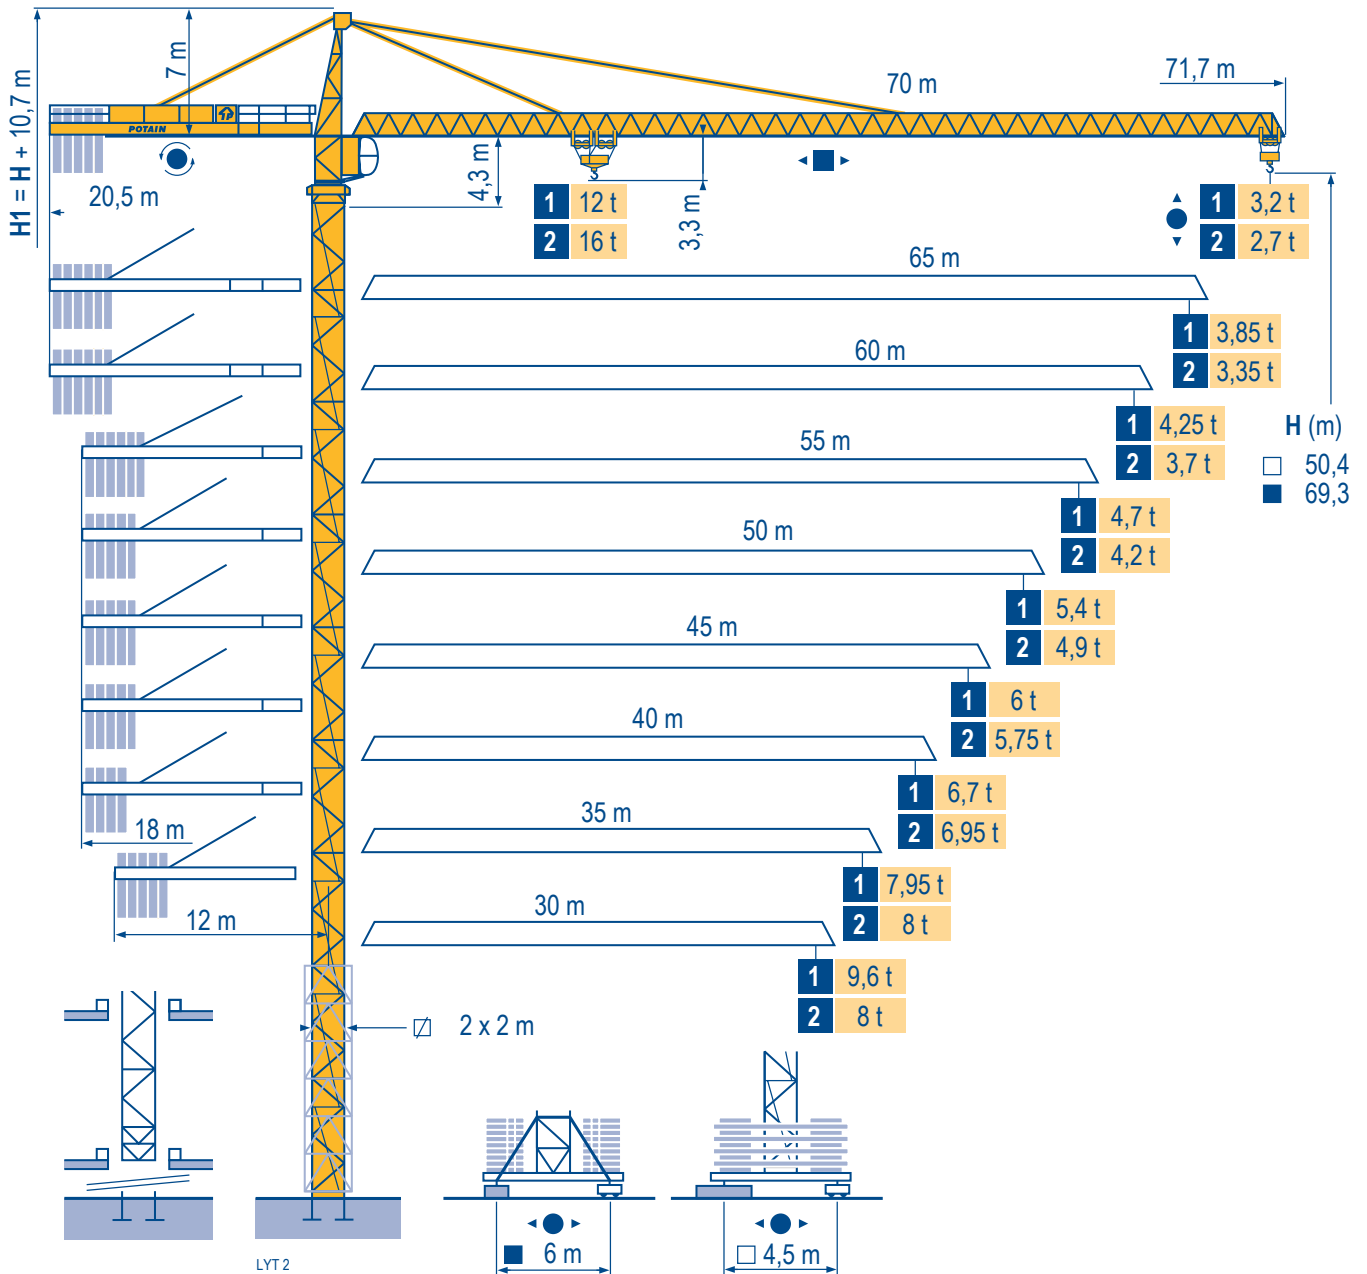 H1 = H + 10,7 m
7 m
70 m
71,7 m
POTAIN
20,5 m
4,3 m
3,3 m
1 12 t
2 16 t
1 3,2 t
2 2,7 t
65 m
1 3,85 t
2 3,35 t
60 m
1 4,25 t
2 3,7 t
H (m)
50,4
69,3
55 m
1 4,7 t
2 4,2 t
50 m
1 5,4 t
2 4,9 t
45 m
1 6 t
2 5,75 t
40 m
1 6,7 t
2 6,95 t
18 m
35 m
1 7,95 t
2 8 t
12 m
30 m
1 9,6 t
2 8 t
2 x 2 m
6 m
4,5 m
LYT 2